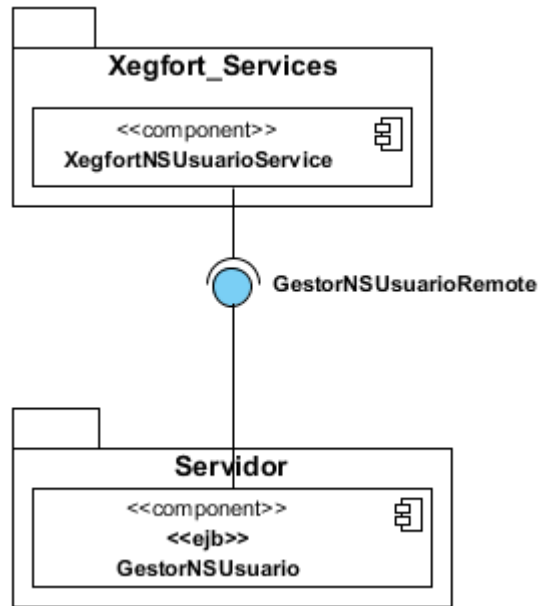 Xegfort_Services
<<component>>
XegfortNSUsuarioService
GestorNSUsuarioRemote
Servidor
<<component>>
<<ejb>>
GestorNSUsuario